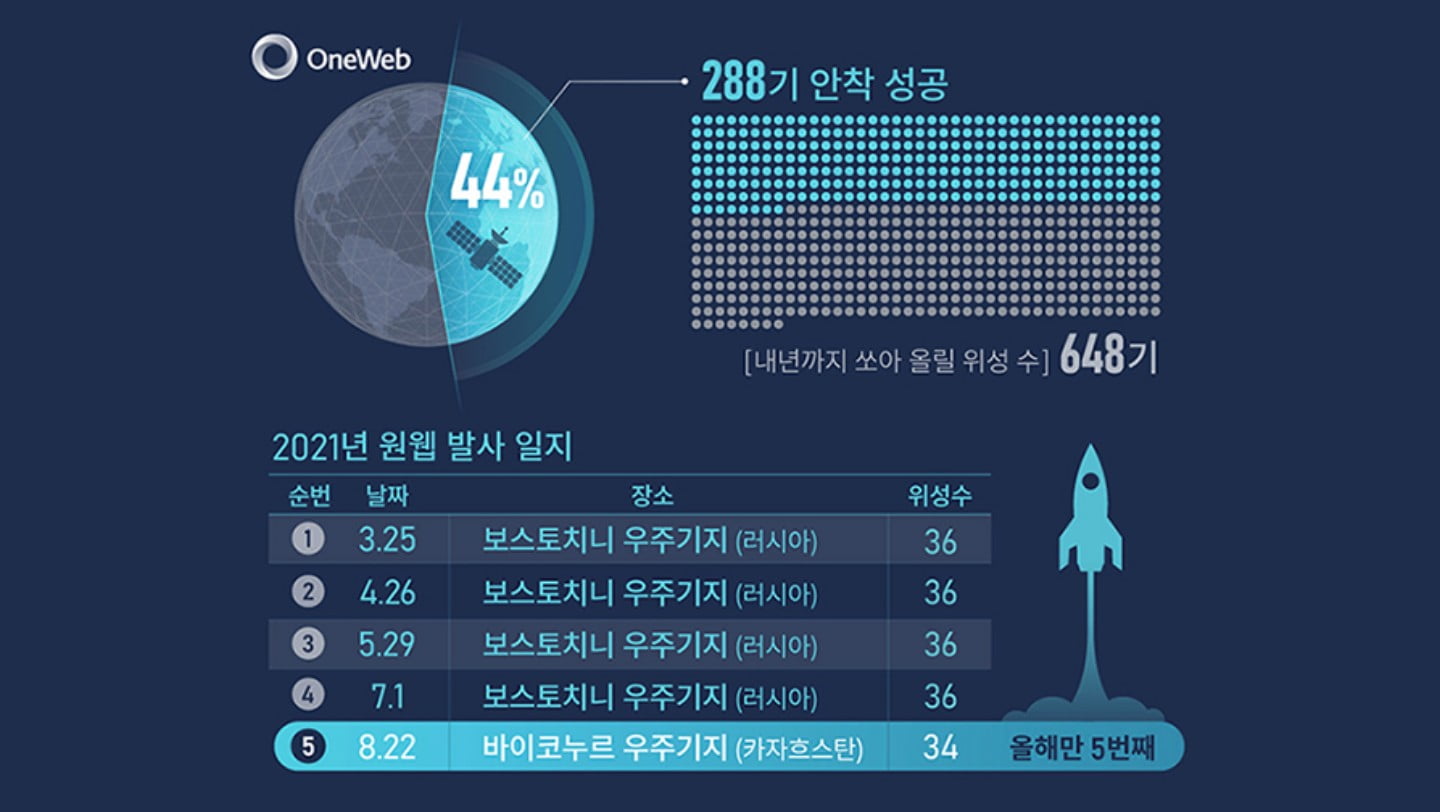 OneWeb
288기 안착 성공
44%
[내년까지 쏘아 올릴 위성 수] 648기
2021년 원웹 발사 일지
순번 날짜 장소 위성수
1 3.25 보스토치니 우주기지 (러시아) 36
2 4.26 보스토치니 우주기지 (러시아) 36
3 5.29 보스토치니 우주기지 (러시아) 36
4 7.1 보스토치니 우주기지 (러시아) 36
5 8.22 바이코누르 우주기지 (카자흐스탄) 34 올해만 5번째